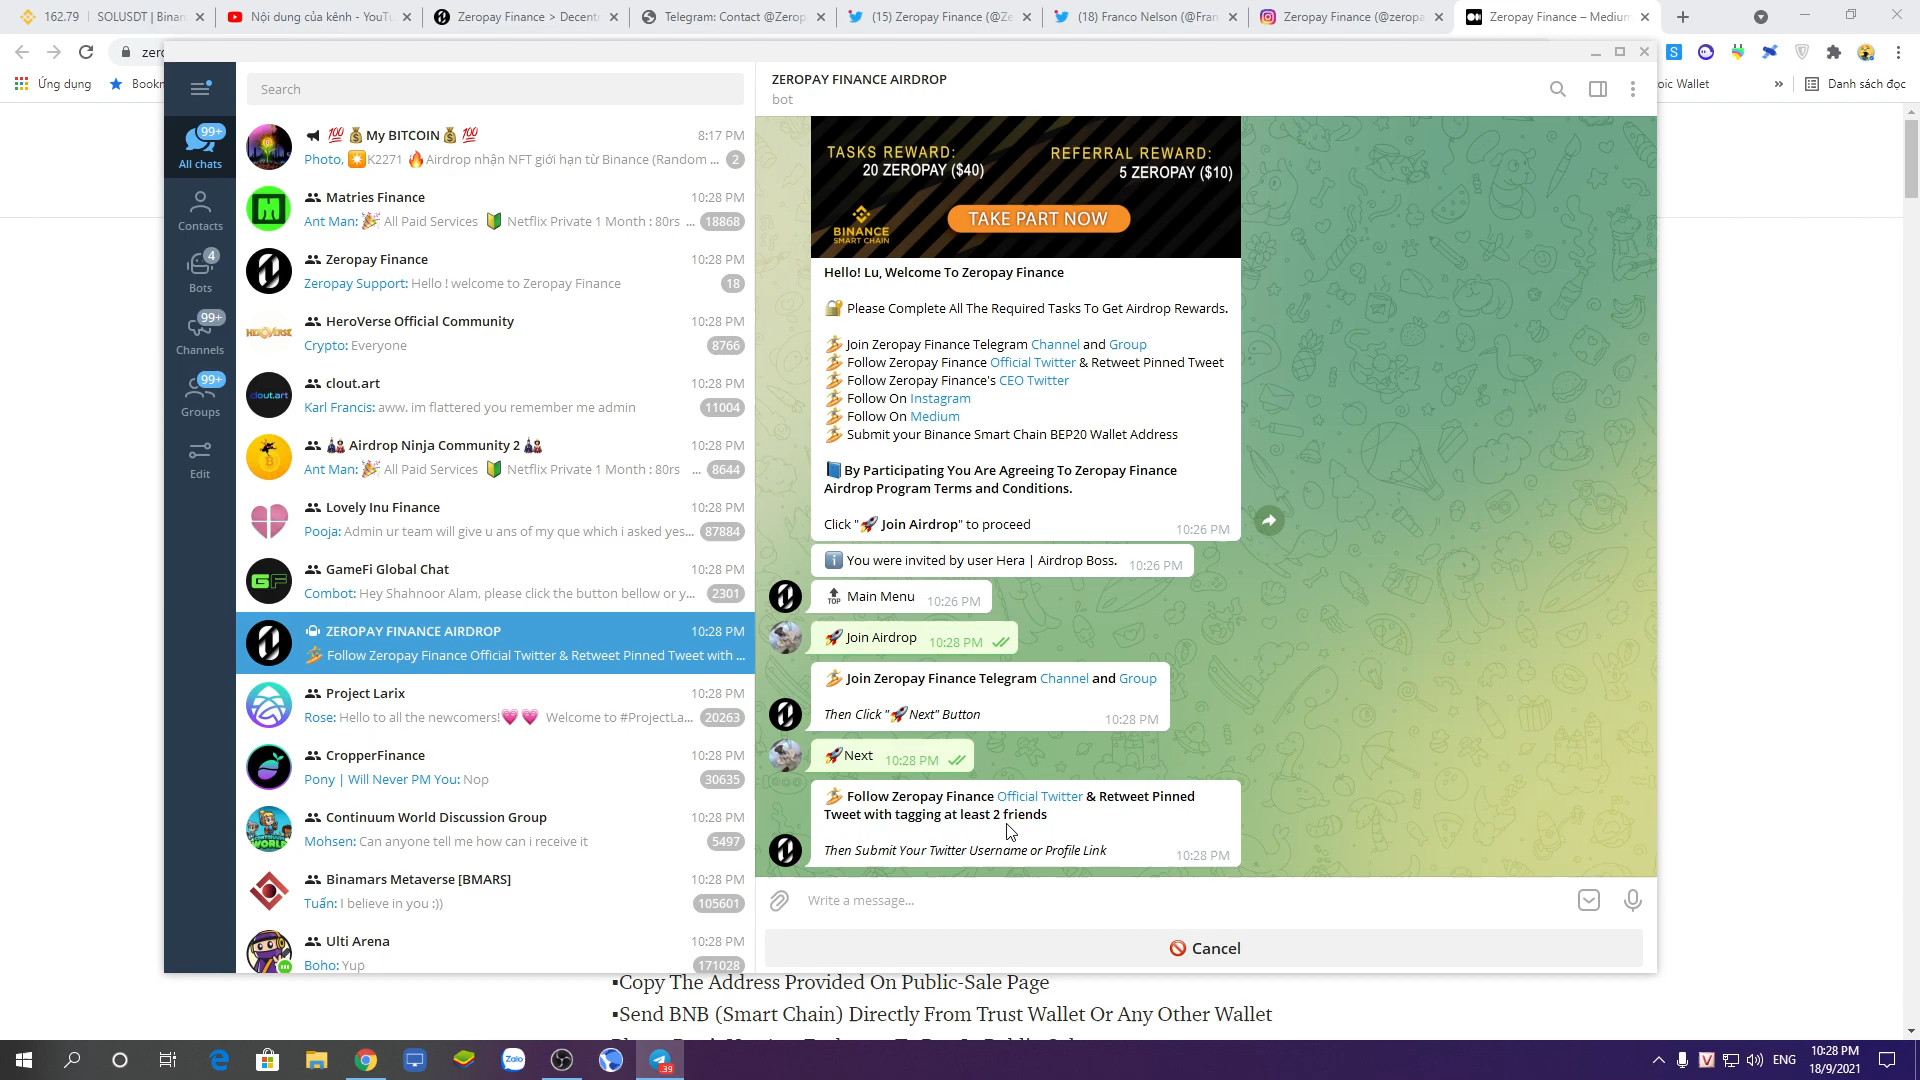 162.79 | SOLUSDT | Binan
Nội dung của kênh - YouTu
Zeropay Finance > Decentr
Telegram: Contact @Zerop
(15) Zeropay Finance (@Ze
(18) Franco Nelson (@Fran
Zeropay Finance (@zeropa
Zeropay Finance – Medium
zero
Ứng dụng
Bookn
oic Wallet
»
Danh sách đọc
All chats
99+
Contacts
Bots
4
Channels
99+
Groups
99+
Edit
Search
💯💰My BITCOIN💰💯 8:17 PM
Photo, ✴️K2271 🔥Airdrop nhận NFT giới hạn từ Binance (Random ... 2
Matries Finance 10:28 PM
Ant Man: 🎉 All Paid Services 🔰 Netflix Private 1 Month : 80rs ... 18868
Zeropay Finance 10:28 PM
Zeropay Support: Hello ! welcome to Zeropay Finance 18
HeroVerse Official Community 10:28 PM
Crypto: Everyone 8766
HEROVERSE
clout.art 10:28 PM
Karl Francis: aww. im flattered you remember me admin 11004
clout.art
🎎 Airdrop Ninja Community 2 🎎 10:28 PM
Ant Man: 🎉 All Paid Services 🔰 Netflix Private 1 Month : 80rs ... 8644
Lovely Inu Finance 10:28 PM
Pooja: Admin ur team will give u ans of my que which i asked yes... 87884
GameFi Global Chat 10:28 PM
Combot: Hey Shahnoor Alam, please click the button bellow or y... 2301
GF
ZEROPAY FINANCE AIRDROP 10:28 PM
🏄 Follow Zeropay Finance Official Twitter & Retweet Pinned Tweet with ...
Project Larix 10:28 PM
Rose: Hello to all the newcomers!💗💗 Welcome to #ProjectLa... 20263
CropperFinance 10:28 PM
Pony | Will Never PM You: Nop 30635
Continuum World Discussion Group 10:28 PM
Mohsen: Can anyone tell me how can i receive it 5497
WORLD
Binamars Metaverse [BMARS] 10:28 PM
Tuấn: I believe in you :)) 105601
Ulti Arena 10:28 PM
Boho: Yup 171028
ZEROPAY FINANCE AIRDROP
bot
TASKS REWARD:
20 ZEROPAY ($40)
REFERRAL REWARD:
5 ZEROPAY ($10)
BINANCE
SMART CHAIN
TAKE PART NOW
Hello! Lu, Welcome To Zeropay Finance
🔐 Please Complete All The Required Tasks To Get Airdrop Rewards.
🏄 Join Zeropay Finance Telegram Channel and Group
🏄 Follow Zeropay Finance Official Twitter & Retweet Pinned Tweet
🏄 Follow Zeropay Finance's CEO Twitter
🏄 Follow On Instagram
🏄 Follow On Medium
🏄 Submit your Binance Smart Chain BEP20 Wallet Address
📘By Participating You Are Agreeing To Zeropay Finance
Airdrop Program Terms and Conditions.
Click "🚀 Join Airdrop" to proceed 10:26 PM
ℹ️ You were invited by user Hera | Airdrop Boss. 10:26 PM
🔝 Main Menu 10:26 PM
🚀 Join Airdrop 10:28 PM
🏄 Join Zeropay Finance Telegram Channel and Group
Then Click "🚀Next" Button 10:28 PM
🚀Next 10:28 PM
🏄 Follow Zeropay Finance Official Twitter & Retweet Pinned
Tweet with tagging at least 2 friends
Then Submit Your Twitter Username or Profile Link 10:28 PM
Write a message...
🚫 Cancel
▪Copy The Address Provided On Public-Sale Page
▪Send BNB (Smart Chain) Directly From Trust Wallet Or Any Other Wallet
Zalo
.39
ENG
10:28 PM
18/9/2021